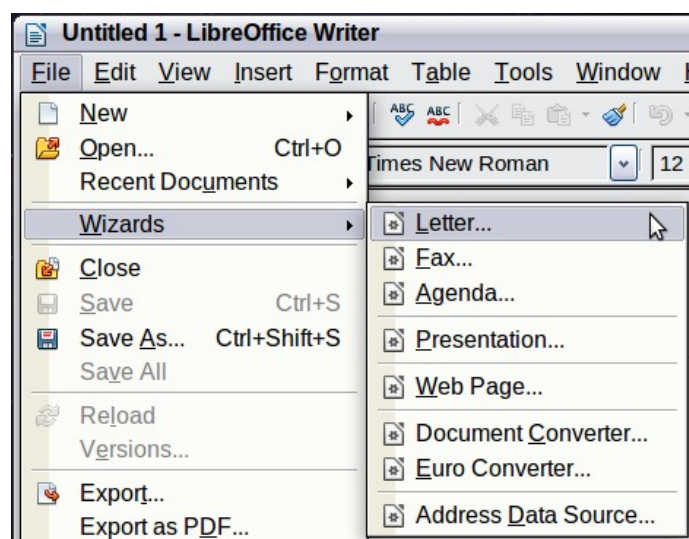 Untitled 1 - LibreOffice Writer
File Edit View Insert Format Table Tools Window
New
Open... Ctrl+O
Recent Documents
Wizards
Close
Save Ctrl+S
Save As... Ctrl+Shift+S
Save All
Reload
Versions...
Export...
Export as PDF...
ABC ABC
Times New Roman 12
Letter...
Fax...
Agenda...
Presentation...
Web Page...
Document Converter...
Euro Converter...
Address Data Source...